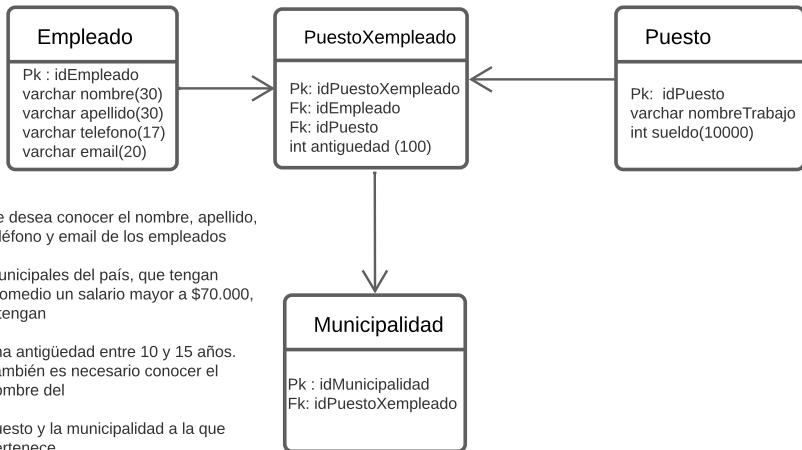 Empleado
Pk : idEmpleado
varchar nombre(30)
varchar apellido(30)
varchar telefono(17)
varchar email(20)
PuestoXempleado
Pk: idPuestoXempleado
Fk: idEmpleado
Fk: idPuesto
int antiguedad (100)
Puesto
Pk:  idPuesto
varchar nombreTrabajo
int sueldo(10000)
e desea conocer el nombre, apellido,
léfono y email de los empleados
unicipales del país, que tengan
omedio un salario mayor a $70.000,
tengan
na antigüedad entre 10 y 15 años.
ambién es necesario conocer el
ombre del
uesto y la municipalidad a la que
ertenece
Municipalidad
Pk : idMunicipalidad
Fk: idPuestoXempleado